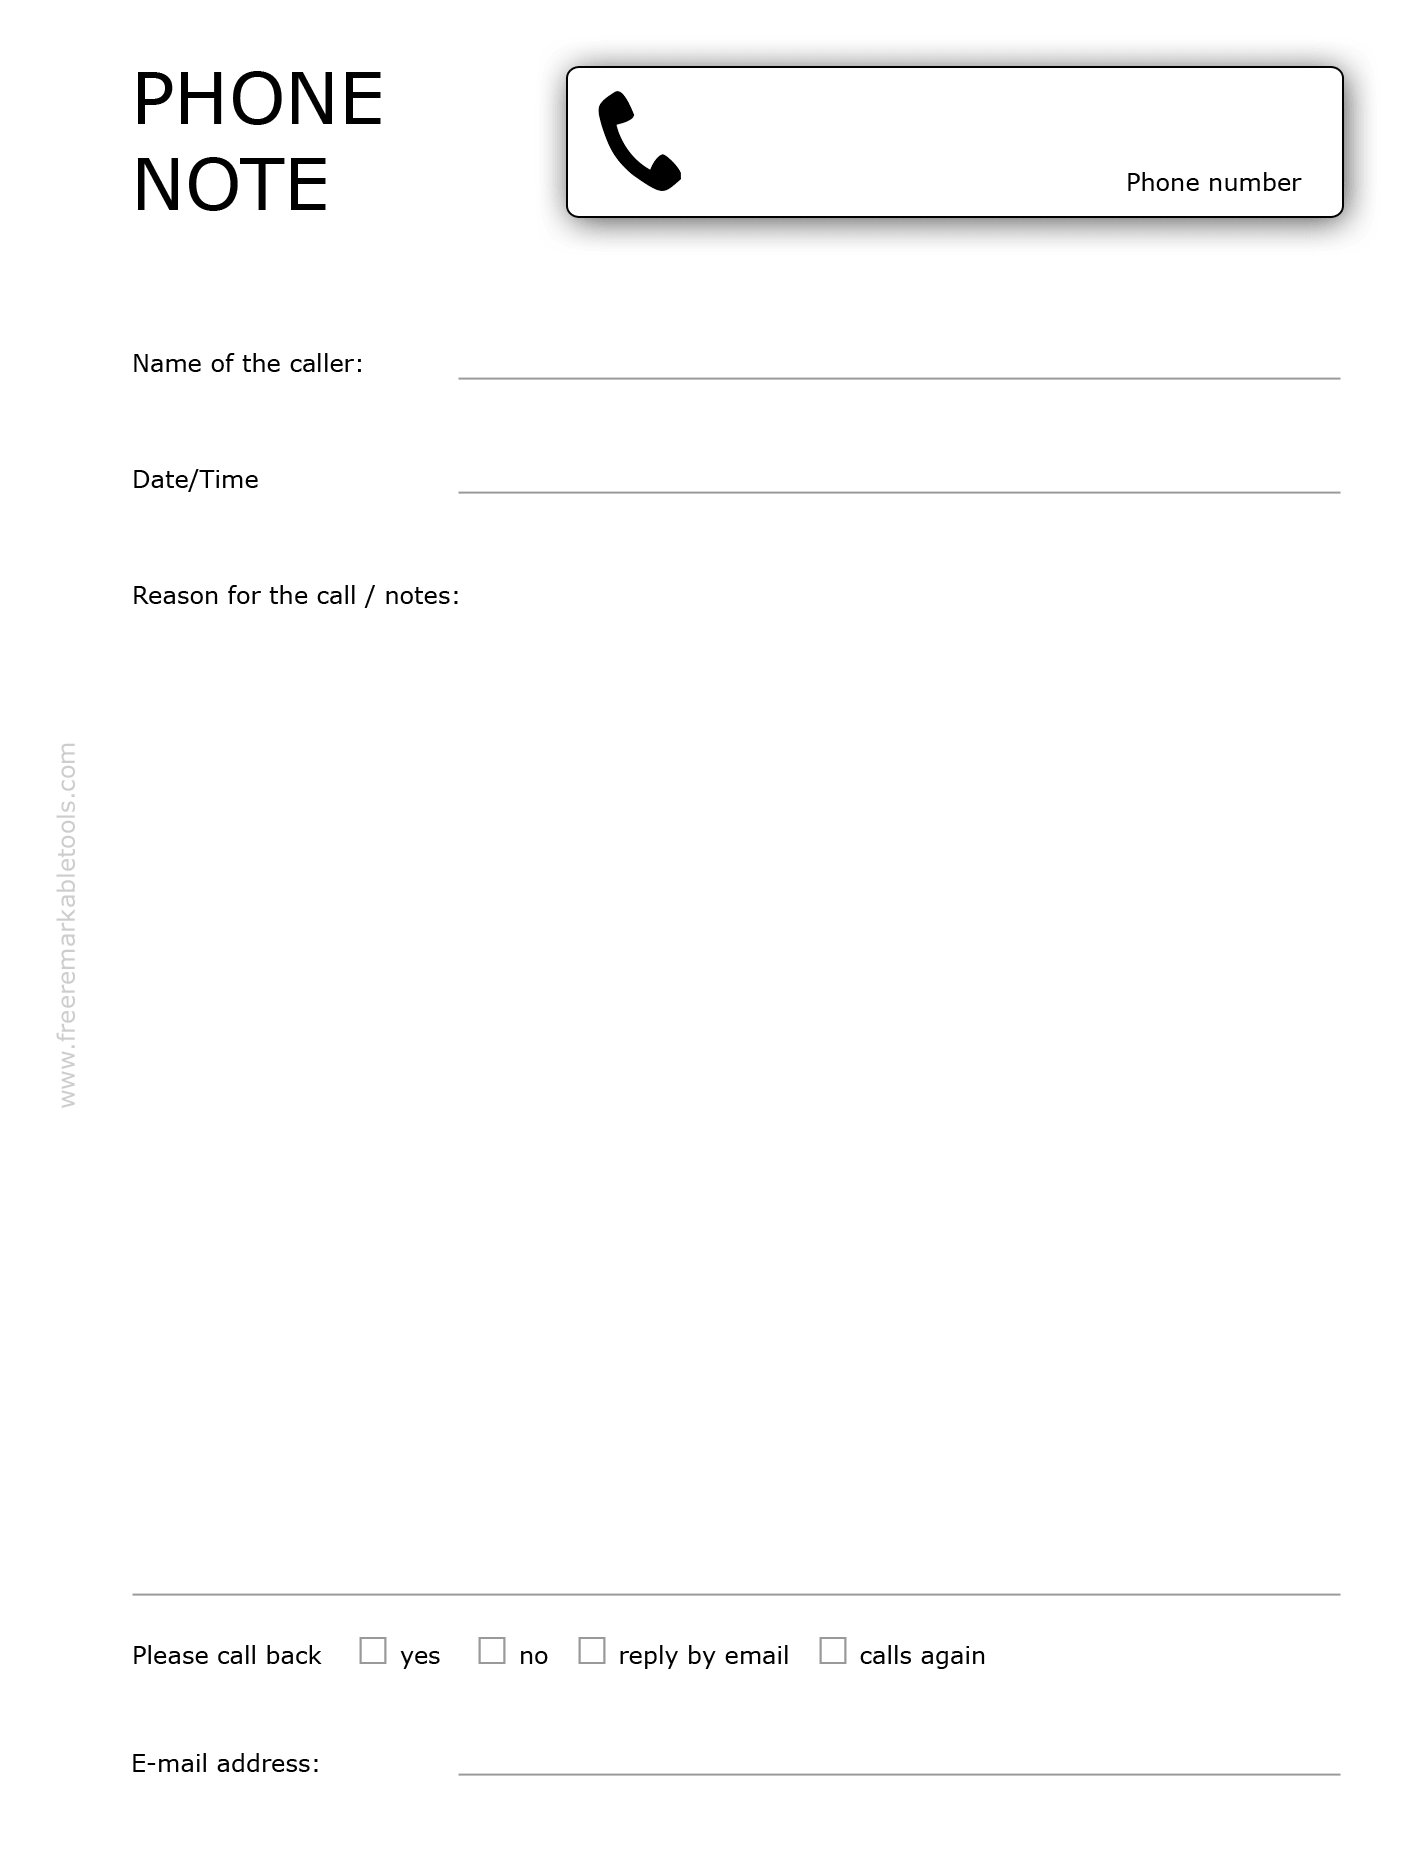 PHONE
NOTE
Phone number
Name of the caller:
Date/Time
Reason for the call / notes:
www.freeremarkabletools.com
Please call back yes no reply by email calls again
E-mail address: